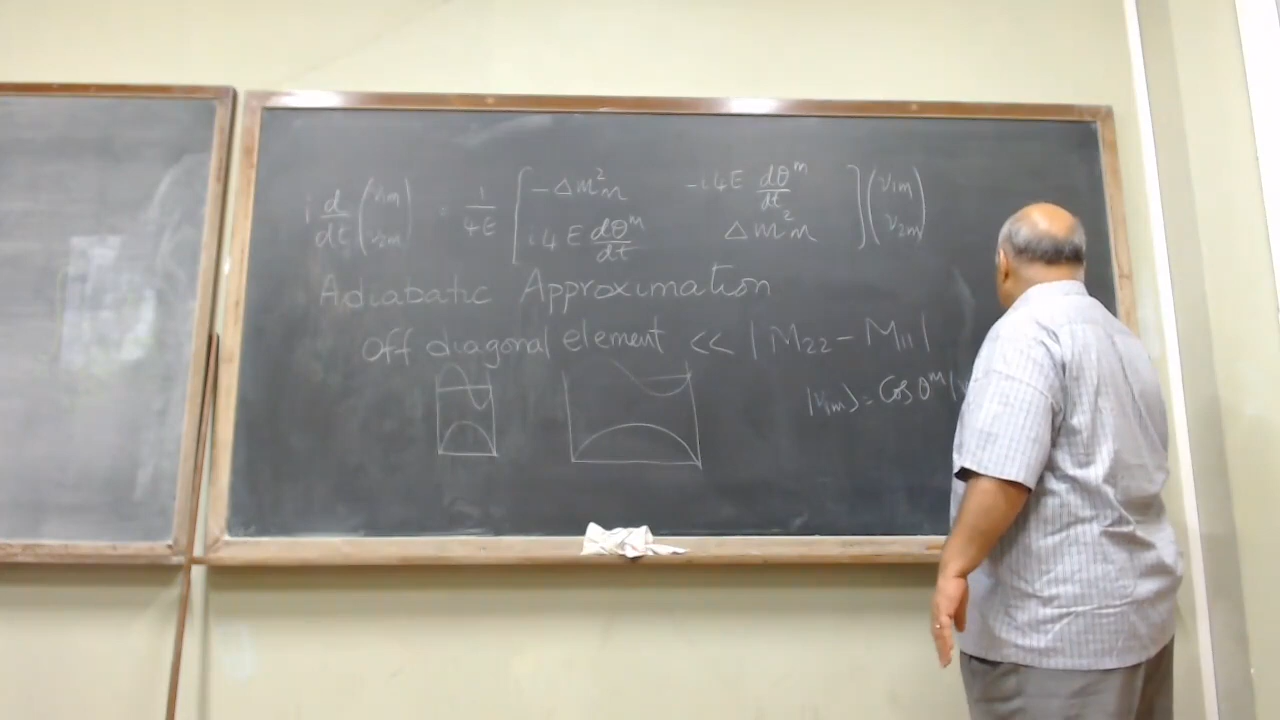 i d/dt (ν1m ν2m) = 1/4E [ -Δm²m -i4E dθᵐ/dt ] (ν1m
i4E dθᵐ/dt Δm²m ν2m)
Adiabatic Approximation
Off diagonal element << |M22 - M11|
|ν1m⟩ = Cos θᵐ |ν